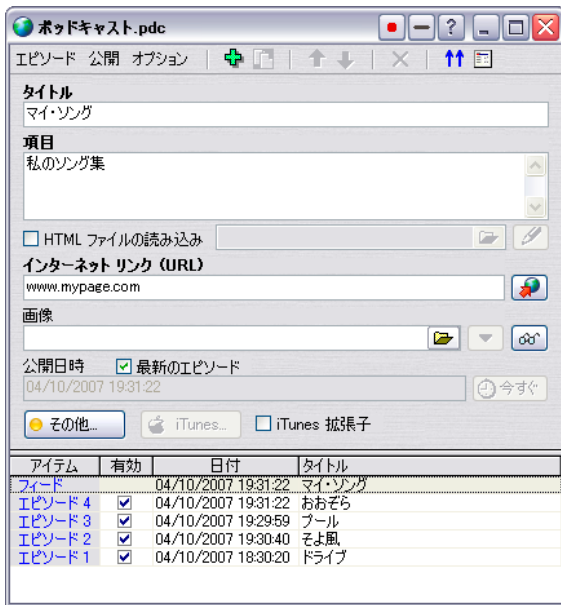 ポッドキャスト.pdc
エピソード 公開 オプション
タイトル
マイ・ソング
項目
私のソング集
HTML ファイルの読み込み
インターネット リンク (URL)
www.mypage.com
画像
公開日時 最新のエピソード
04/10/2007 19:31:22 今すぐ
その他... iTunes... iTunes 拡張子
アイテム 有効 日付 タイトル
フィード 04/10/2007 19:31:22 マイ・ソング
エピソード 4 04/10/2007 19:31:22 おおぞら
エピソード 3 04/10/2007 19:29:59 プール
エピソード 2 04/10/2007 19:30:40 そよ風
エピソード 1 04/10/2007 18:30:20 ドライブ